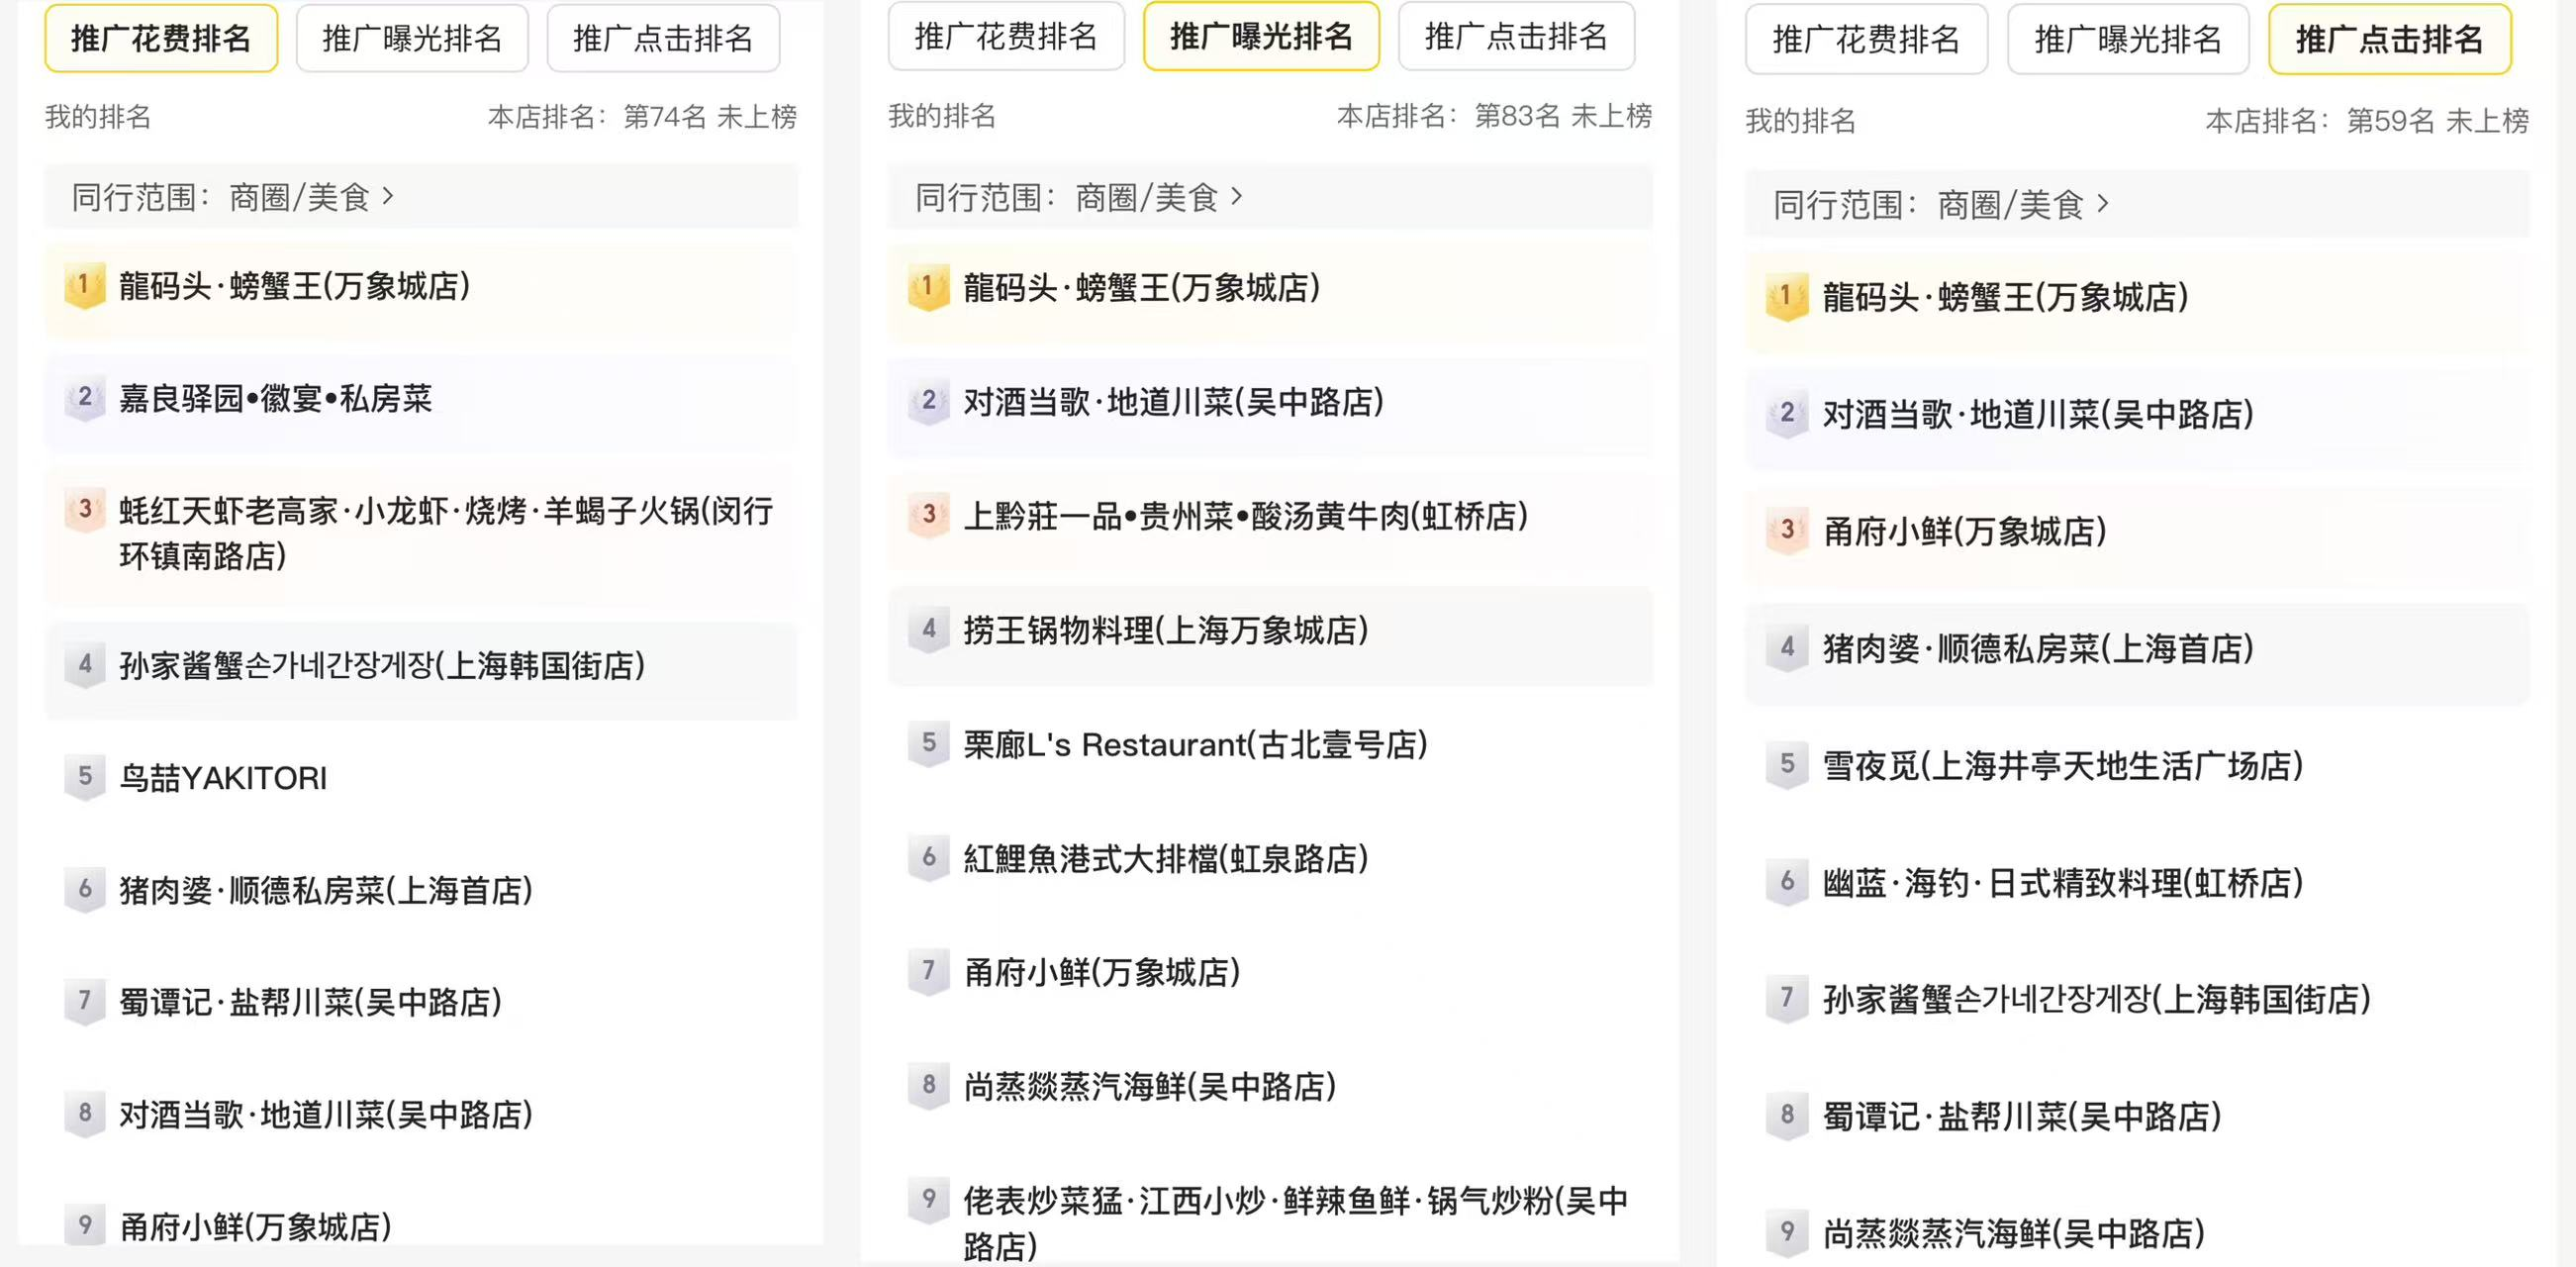 推广花费排名 推广曝光排名 推广点击排名
我的排名 本店排名：第74名 未上榜
同行范围：商圈/美食 >
1 龍码头·螃蟹王(万象城店)
2 嘉良驿园•徽宴•私房菜
3 蚝红天虾老高家·小龙虾·烧烤·羊蝎子火锅(闵行
环镇南路店)
4 孙家酱蟹손가네간장게장(上海韩国街店)
5 鸟喆YAKITORI
6 猪肉婆·顺德私房菜(上海首店)
7 蜀谭记·盐帮川菜(吴中路店)
8 对酒当歌·地道川菜(吴中路店)
9 甬府小鲜(万象城店)
推广花费排名 推广曝光排名 推广点击排名
我的排名 本店排名：第83名 未上榜
同行范围：商圈/美食 >
1 龍码头·螃蟹王(万象城店)
2 对酒当歌·地道川菜(吴中路店)
3 上黔莊一品•贵州菜•酸汤黄牛肉(虹桥店)
4 捞王锅物料理(上海万象城店)
5 栗廊L's Restaurant(古北壹号店)
6 紅鯉魚港式大排檔(虹泉路店)
7 甬府小鲜(万象城店)
8 尚蒸燚蒸汽海鲜(吴中路店)
9 佬表炒菜猛·江西小炒·鲜辣鱼鲜·锅气炒粉(吴中
路店)
推广花费排名 推广曝光排名 推广点击排名
我的排名 本店排名：第59名 未上榜
同行范围：商圈/美食 >
1 龍码头·螃蟹王(万象城店)
2 对酒当歌·地道川菜(吴中路店)
3 甬府小鲜(万象城店)
4 猪肉婆·顺德私房菜(上海首店)
5 雪夜觅(上海井亭天地生活广场店)
6 幽蓝·海钓·日式精致料理(虹桥店)
7 孙家酱蟹손가네간장게장(上海韩国街店)
8 蜀谭记·盐帮川菜(吴中路店)
9 尚蒸燚蒸汽海鲜(吴中路店)